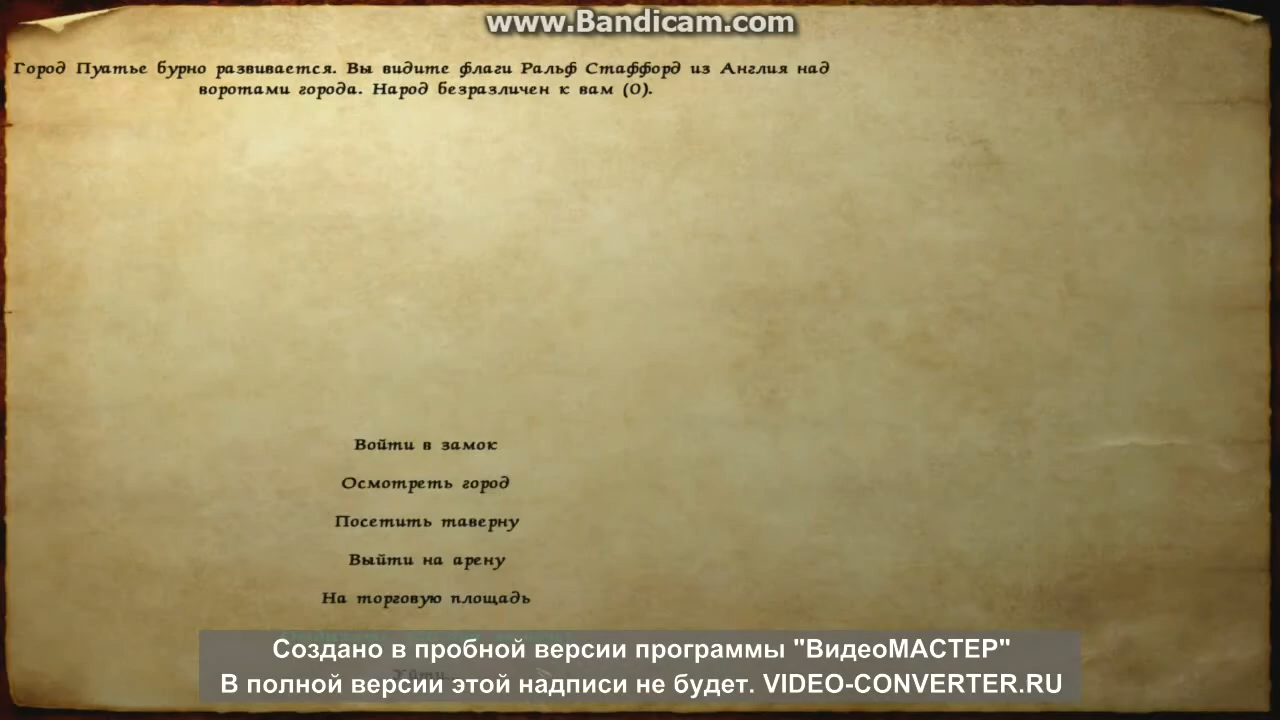 www.Bandicam.com
Город Пуатье бурно развивается. Вы видите флаги Ральф Стаффорд из Англия над
воротами города. Народ безразличен к вам (0).
Войти в замок
Осмотреть город
Посетить таверну
Выйти на арену
На торговую площадь
Создано в пробной версии программы "ВидеоМАСТЕР"
В полной версии этой надписи не будет. VIDEO-CONVERTER.RU